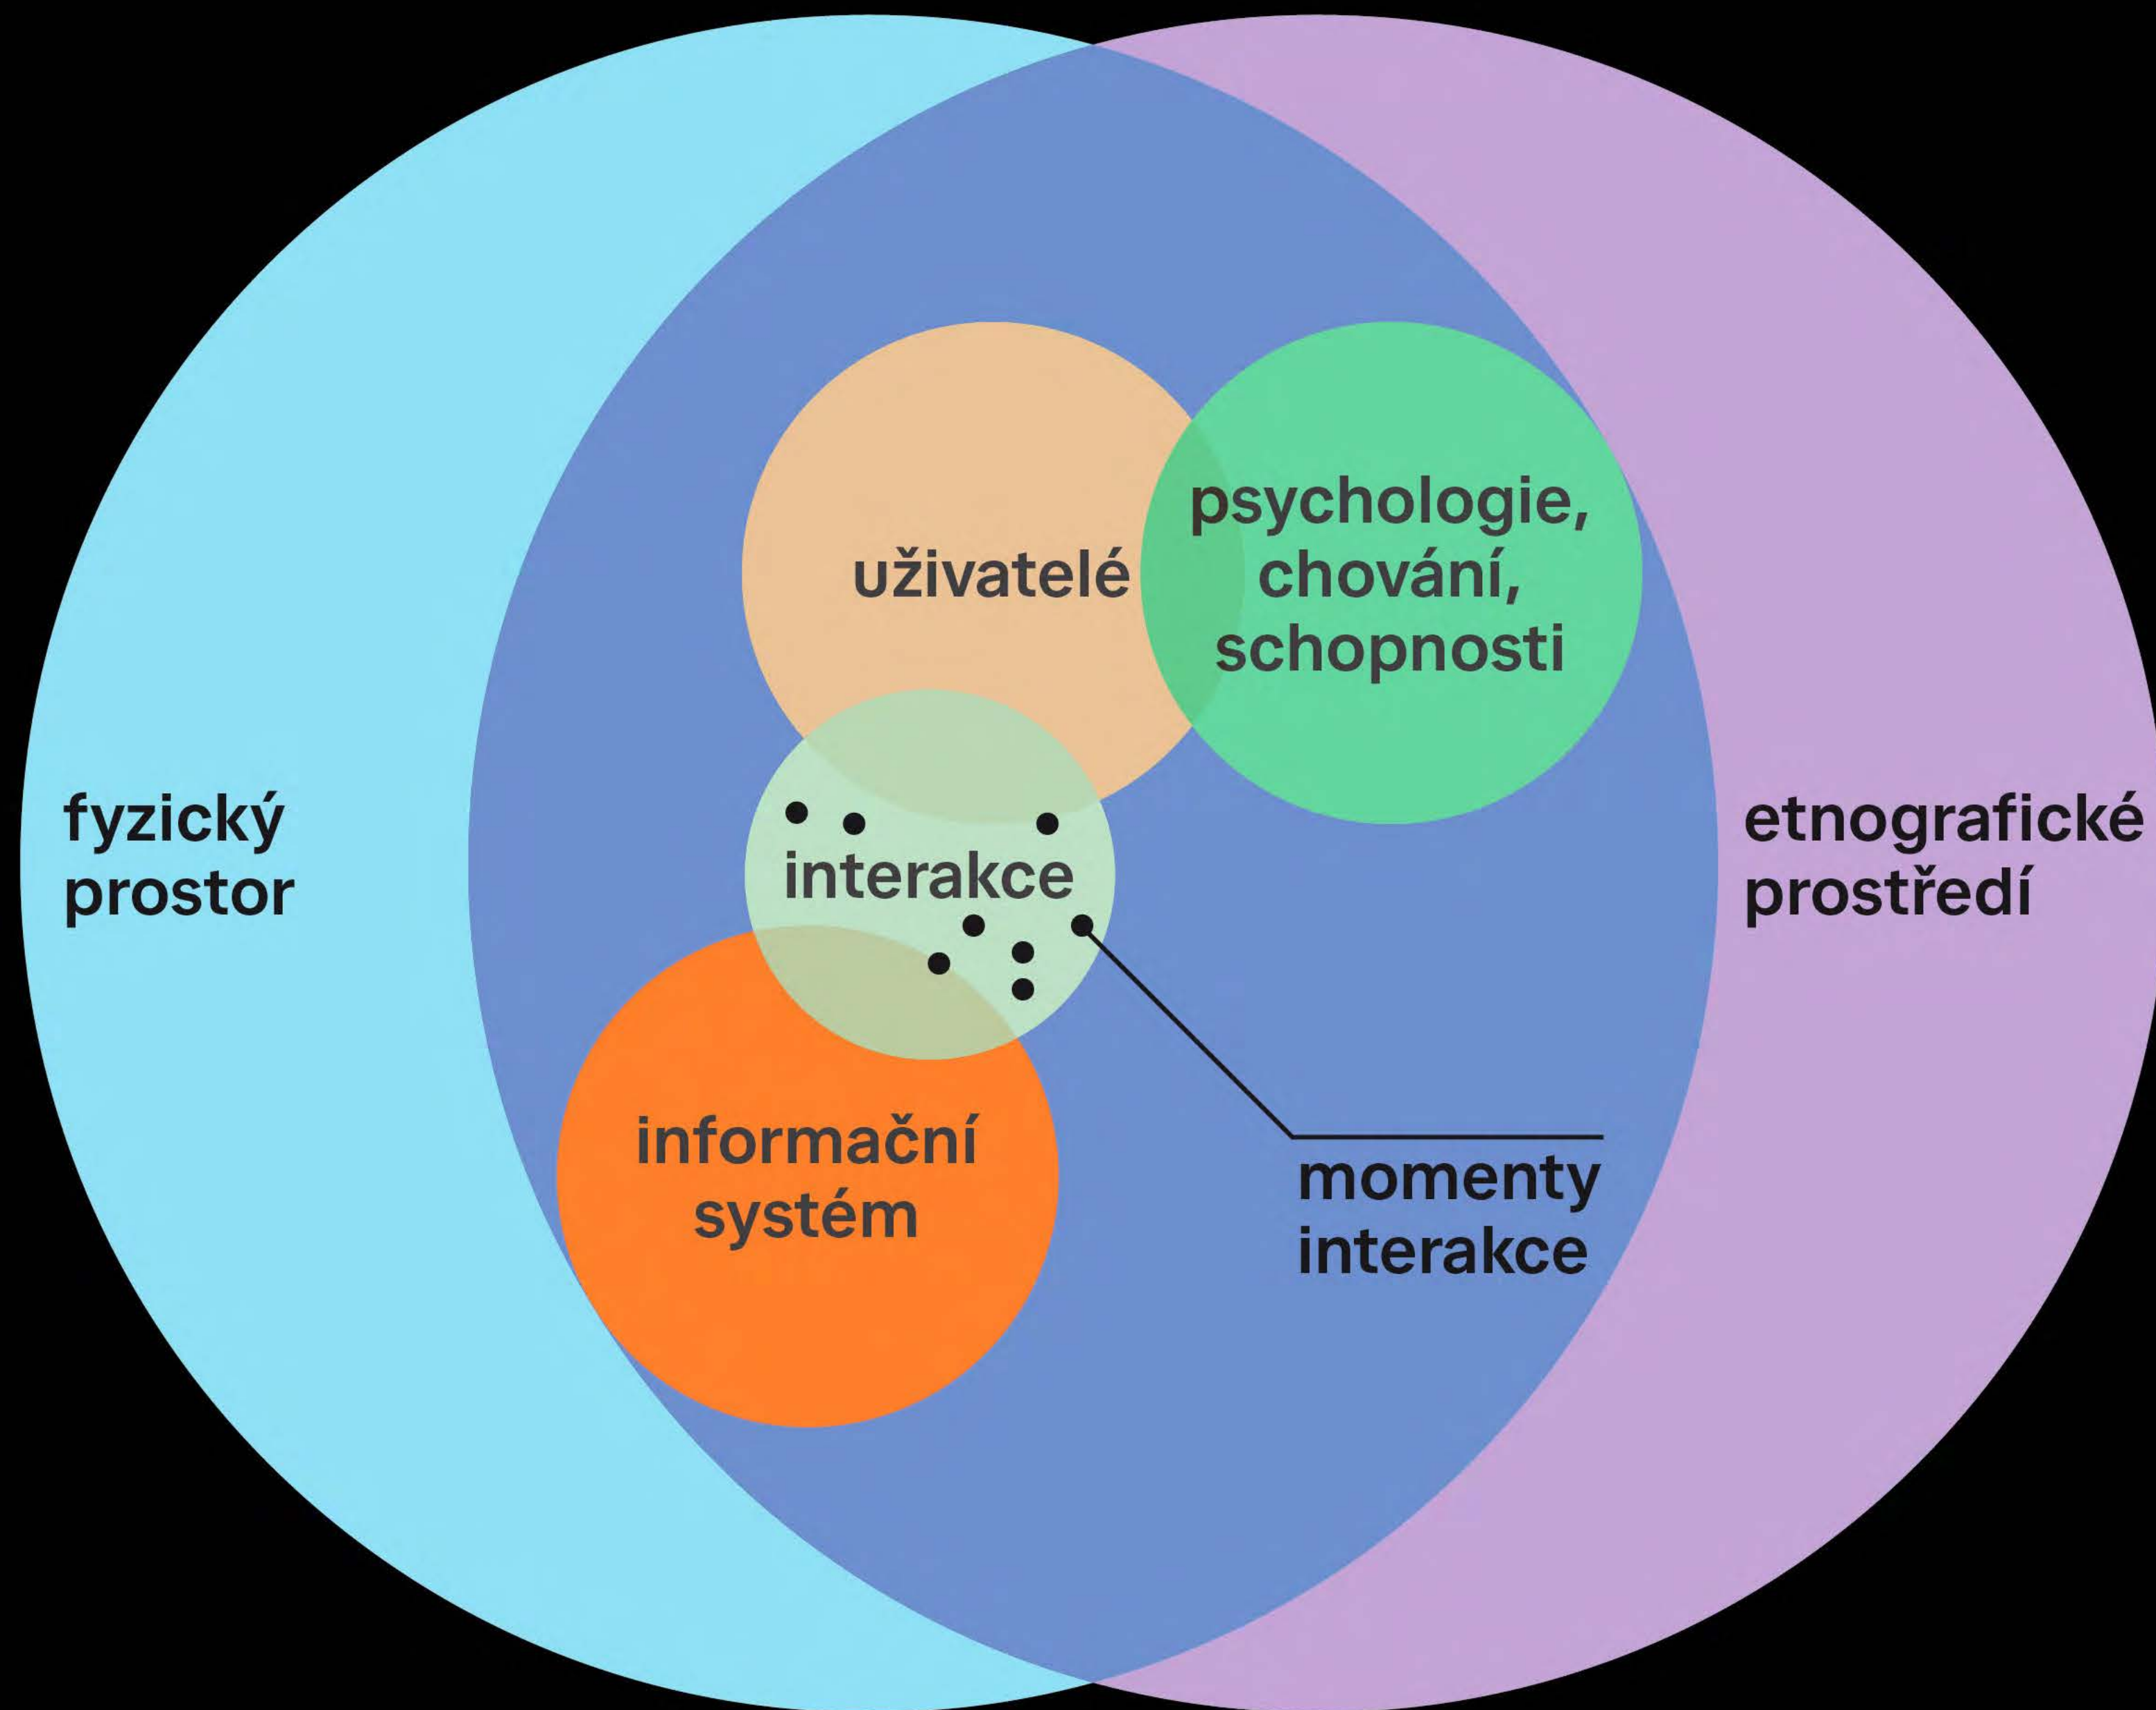 uživatelé
psychologie,
chování,
schopnosti
fyzický
prostor
interakce
etnografické
prostředí
informační
systém
momenty
interakce